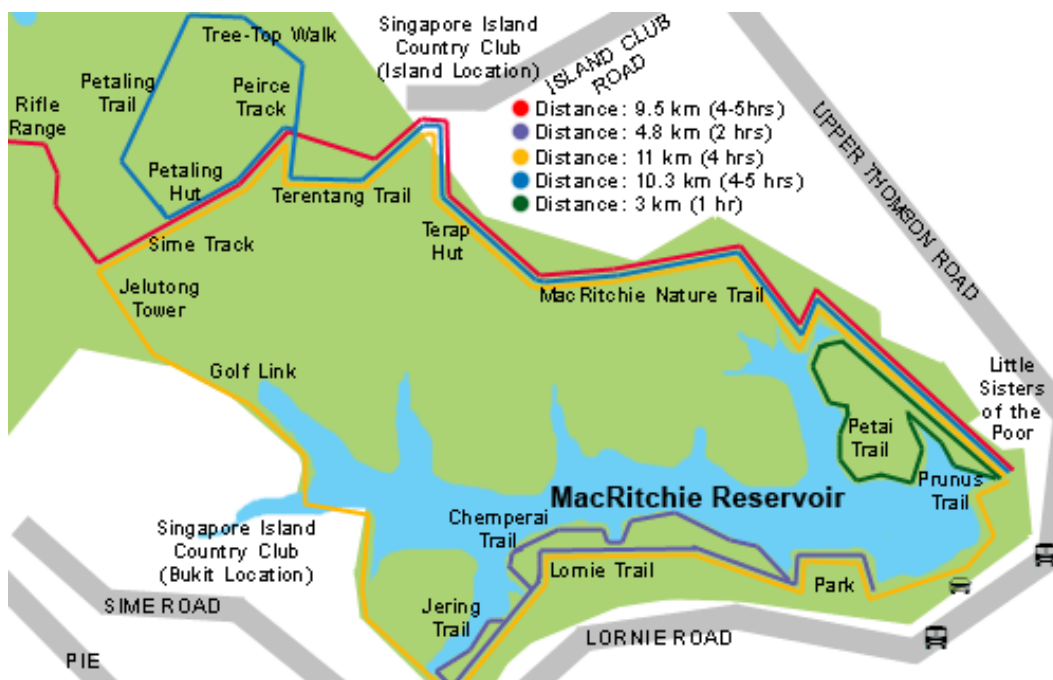 Singapore Island
Country Club
(Island Location)
ISLAND CLUB
ROAD
Tree-Top Walk
Petaling
Trail
Peirce
Track
Rifle
Range
Distance: 9.5 km (4-5hrs)
Distance: 4.8 km (2 hrs)
Distance: 11 km (4 hrs)
Distance: 10.3 km (4-5 hrs)
Distance: 3 km (1 hr)
UPPER THOMSON ROAD
Petaling
Hut
Terentang Trail
Sime Track
Terap
Hut
Jelutong
Tower
MacRitchie Nature Trail
Golf Link
Little
Sisters
of the
Poor
Petai
Trail
Prunus
Trail
MacRitchie Reservoir
Chemperai
Trail
Singapore Island
Country Club
(Bukit Location)
Lornie Trail
Park
Jering
Trail
SIME ROAD
LORNIE ROAD
PIE